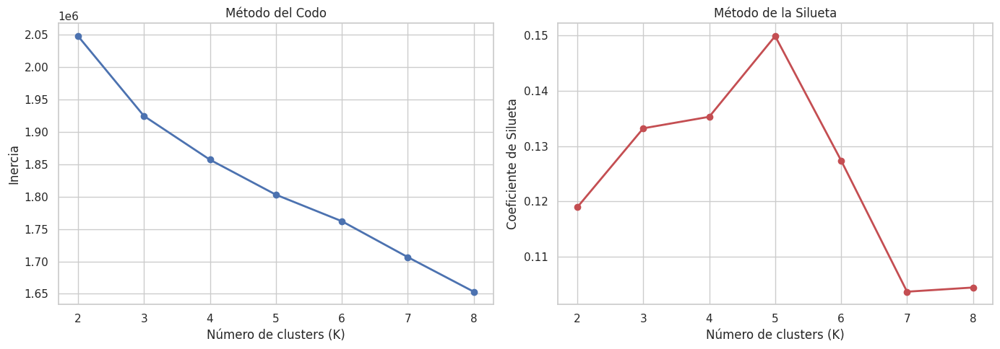 Método del Codo
1e6
2.05
2.00
1.95
1.90
1.85
1.80
1.75
1.70
1.65
Inercia
2 3 4 5 6 7 8
Número de clusters (K)
Método de la Silueta
0.15
0.14
0.13
0.12
0.11
Coeficiente de Silueta
2 3 4 5 6 7 8
Número de clusters (K)